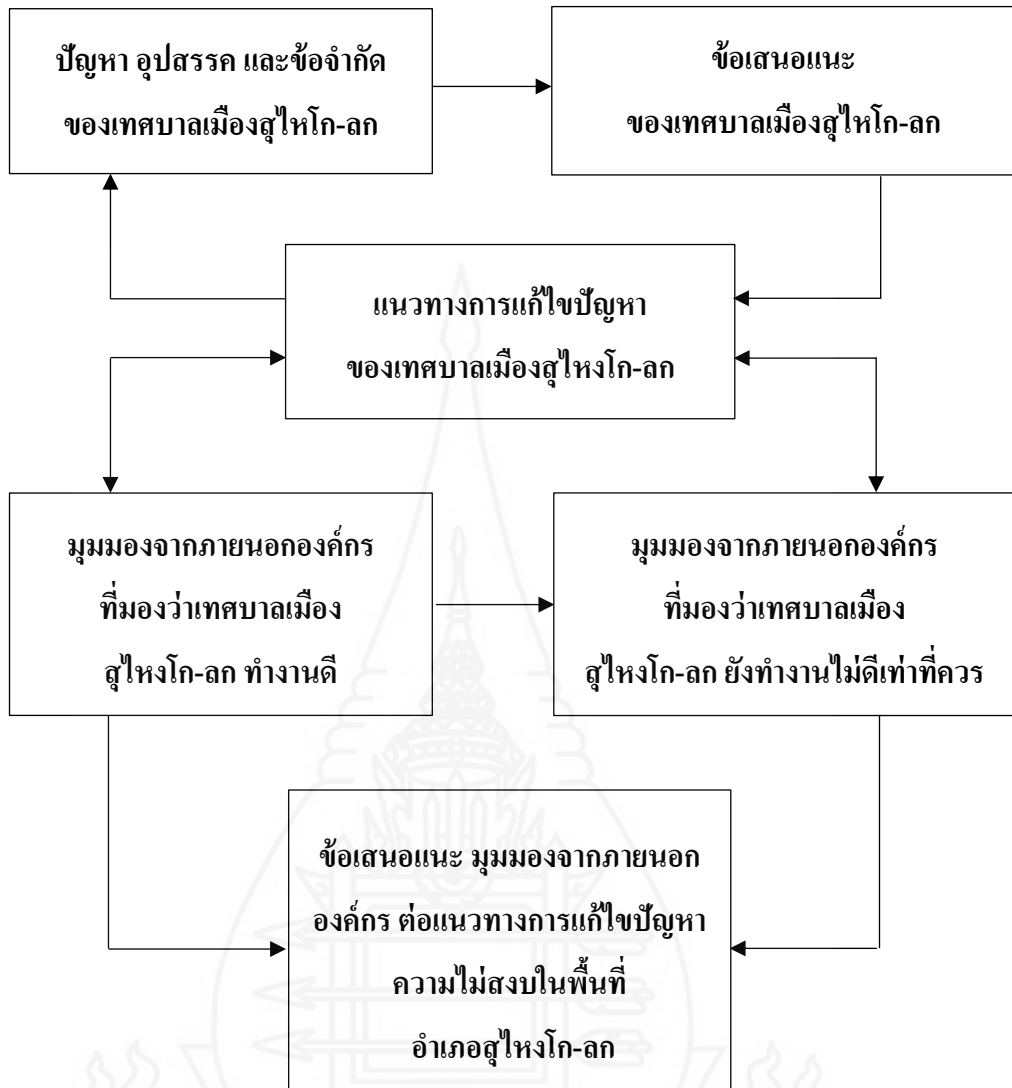 ปัญหา อุปสรรค และข้อจำกัด
ของเทศบาลเมืองสุไหโก-ลก
ข้อเสนอแนะ
ของเทศบาลเมืองสุไหโก-ลก
แนวทางการแก้ไขปัญหา
ของเทศบาลเมืองสุไหงโก-ลก
มุมมองจากภายนอกองค์กร
ที่มองว่าเทศบาลเมือง
สุไหงโก-ลก ทำงานดี
มุมมองจากภายนอกองค์กร
ที่มองว่าเทศบาลเมือง
สุไหงโก-ลก ยังทำงานไม่ดีเท่าที่ควร
ข้อเสนอแนะ มุมมองจากภายนอก
องค์กร ต่อแนวทางการแก้ไขปัญหา
ความไม่สงบในพื้นที่
อำเภอสุไหงโก-ลก